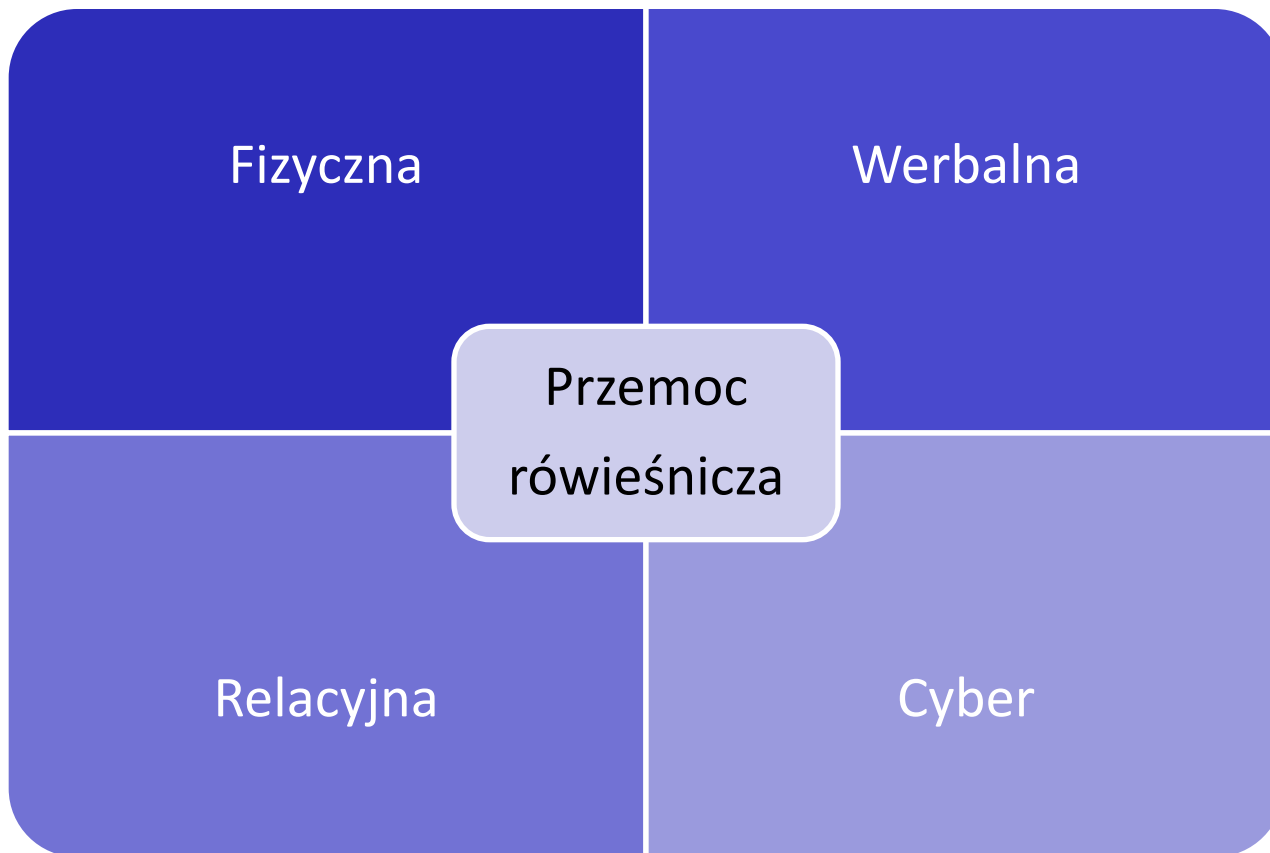 Fizyczna
Werbalna
Przemoc
rówieśnicza
Relacyjna
Cyber